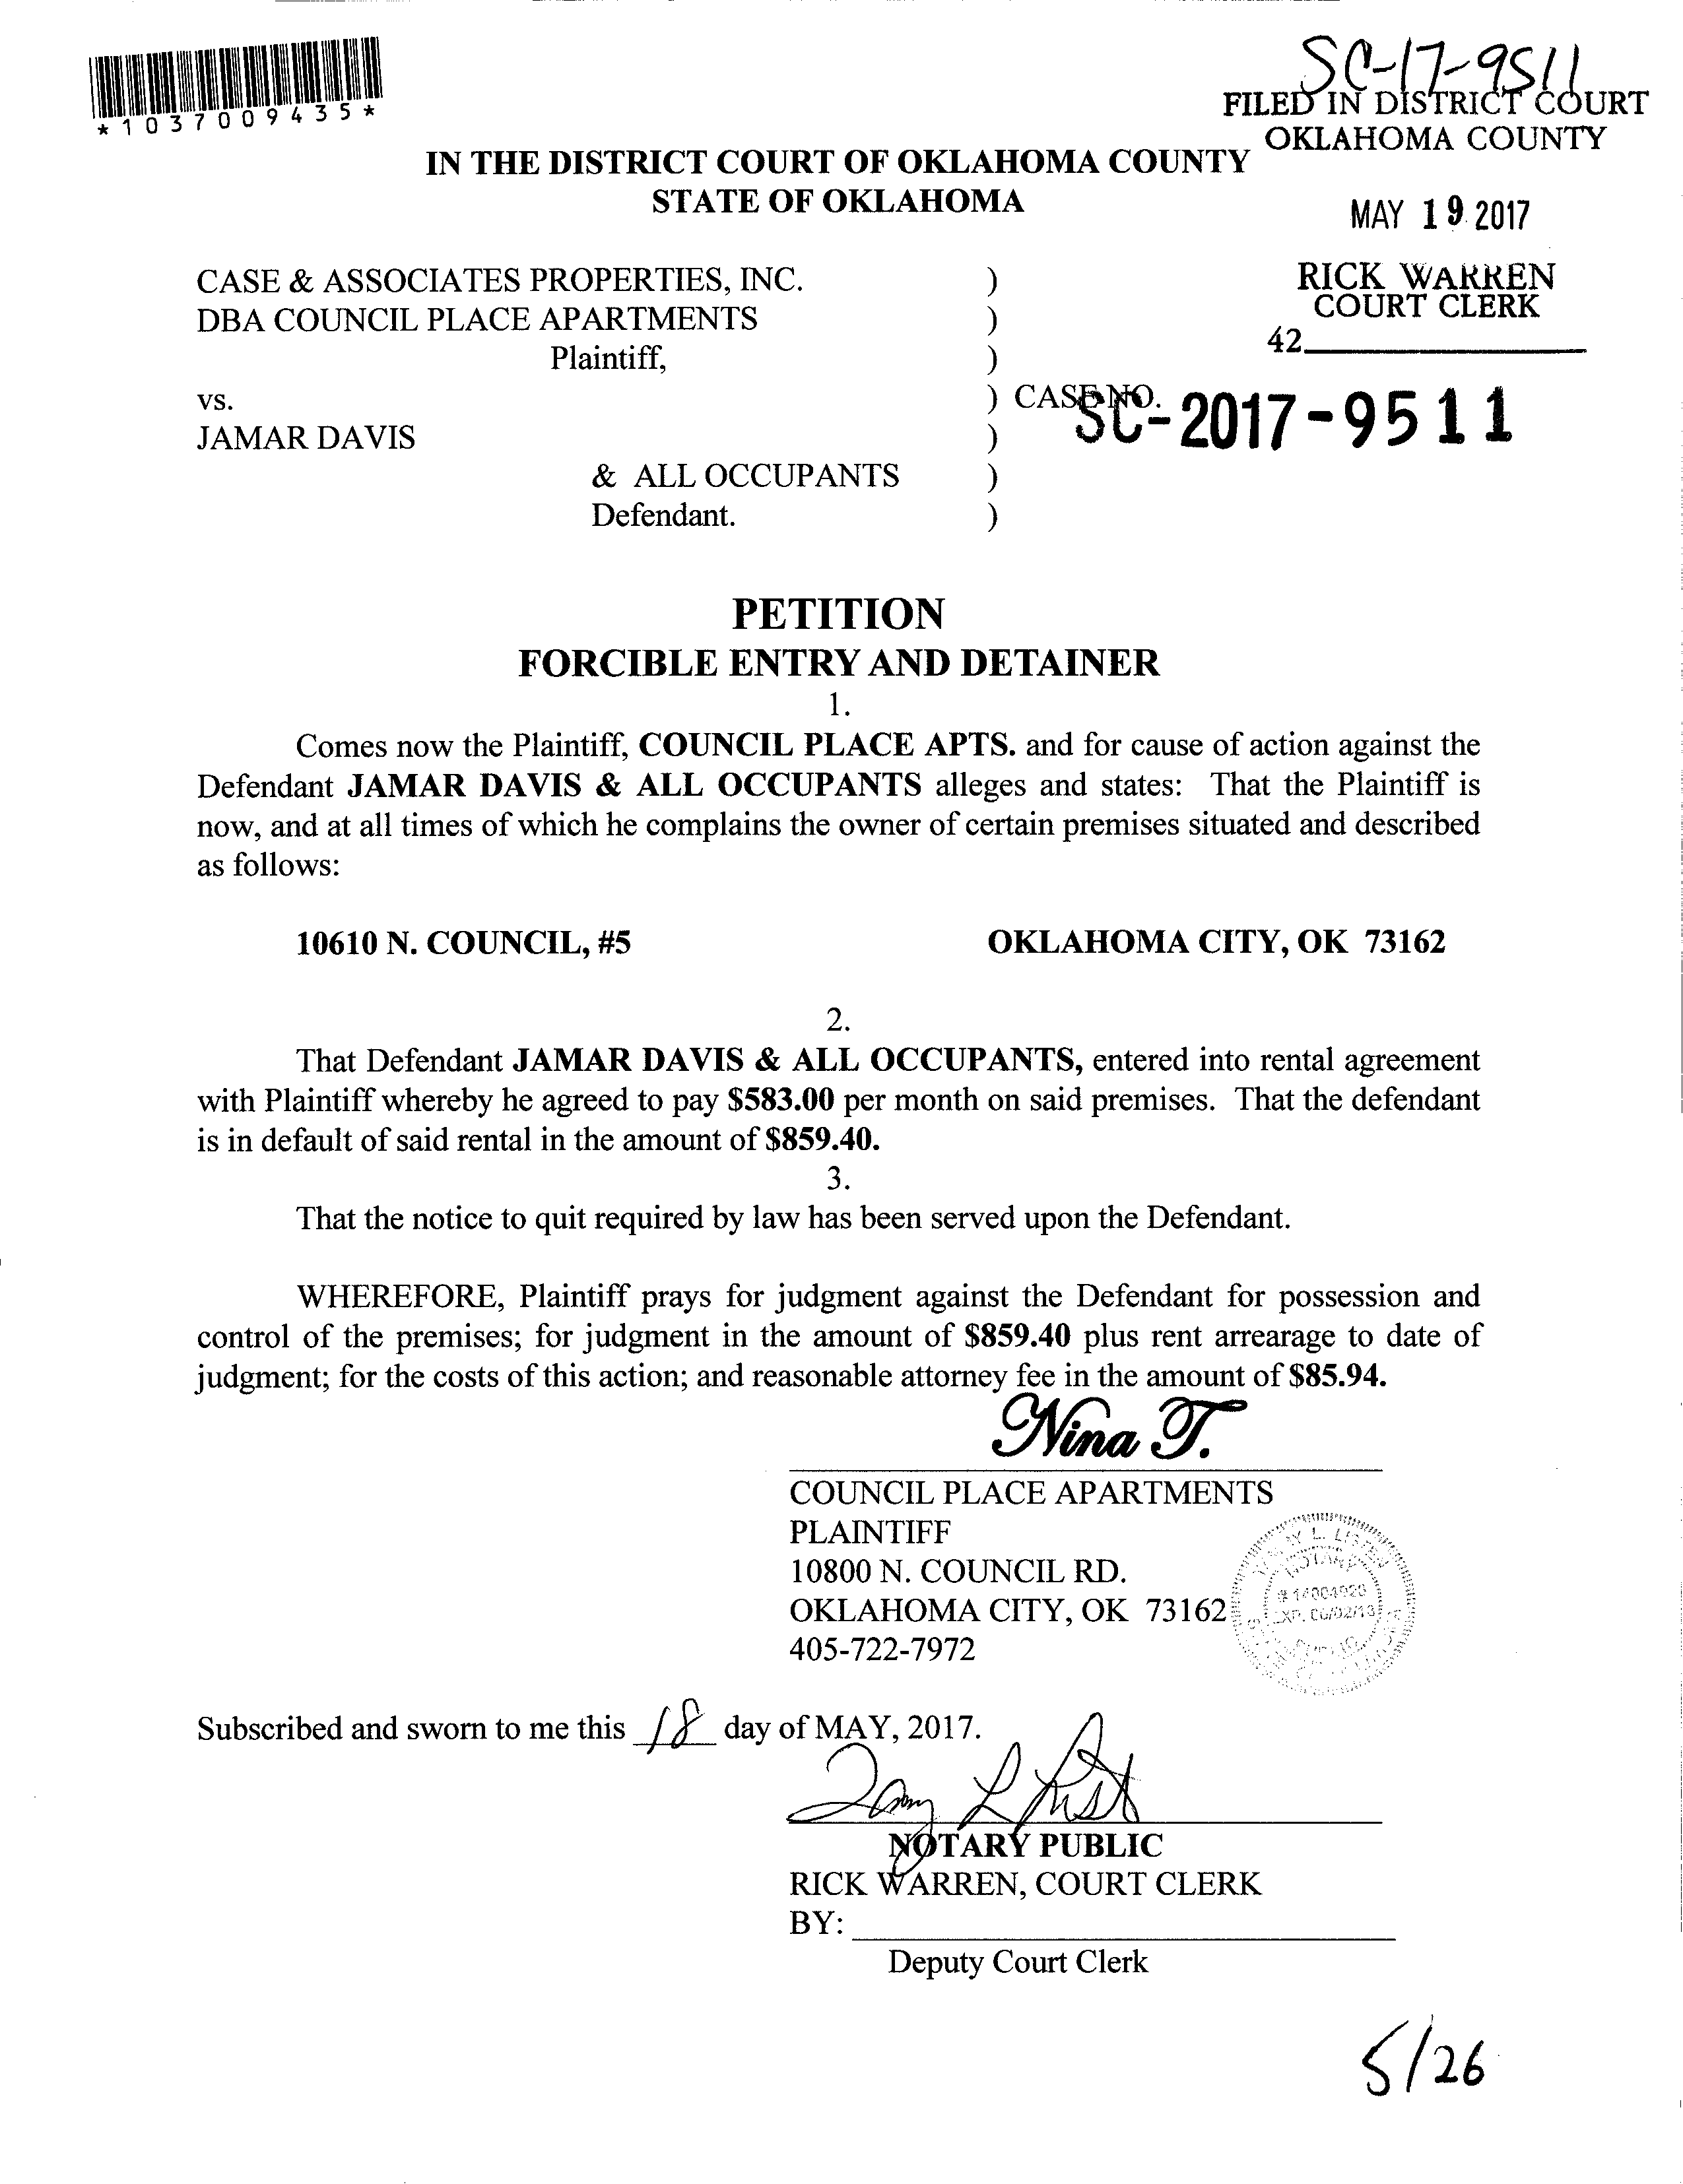 SC-17-9511
*1037009435*
FILED IN DISTRICT COURT
OKLAHOMA COUNTY
IN THE DISTRICT COURT OF OKLAHOMA COUNTY
STATE OF OKLAHOMA
MAY 19 2017
RICK WARREN
COURT CLERK
42
CASE & ASSOCIATES PROPERTIES, INC. )
DBA COUNCIL PLACE APARTMENTS )
Plaintiff, )
vs. ) CASE NO. SC-2017-9511
JAMAR DAVIS )
& ALL OCCUPANTS )
Defendant. )
PETITION
FORCIBLE ENTRY AND DETAINER
1.
Comes now the Plaintiff, COUNCIL PLACE APTS. and for cause of action against the
Defendant JAMAR DAVIS & ALL OCCUPANTS alleges and states: That the Plaintiff is
now, and at all times of which he complains the owner of certain premises situated and described
as follows:
10610 N. COUNCIL, #5 OKLAHOMA CITY, OK 73162
2.
That Defendant JAMAR DAVIS & ALL OCCUPANTS, entered into rental agreement
with Plaintiff whereby he agreed to pay $583.00 per month on said premises. That the defendant
is in default of said rental in the amount of $859.40.
3.
That the notice to quit required by law has been served upon the Defendant.
WHEREFORE, Plaintiff prays for judgment against the Defendant for possession and
control of the premises; for judgment in the amount of $859.40 plus rent arrearage to date of
judgment; for the costs of this action; and reasonable attorney fee in the amount of $85.94.
Nina T.
COUNCIL PLACE APARTMENTS
PLAINTIFF
10800 N. COUNCIL RD.
OKLAHOMA CITY, OK 73162
405-722-7972
Subscribed and sworn to me this 18 day of MAY, 2017.
NOTARY PUBLIC
RICK WARREN, COURT CLERK
BY:
Deputy Court Clerk
5/26